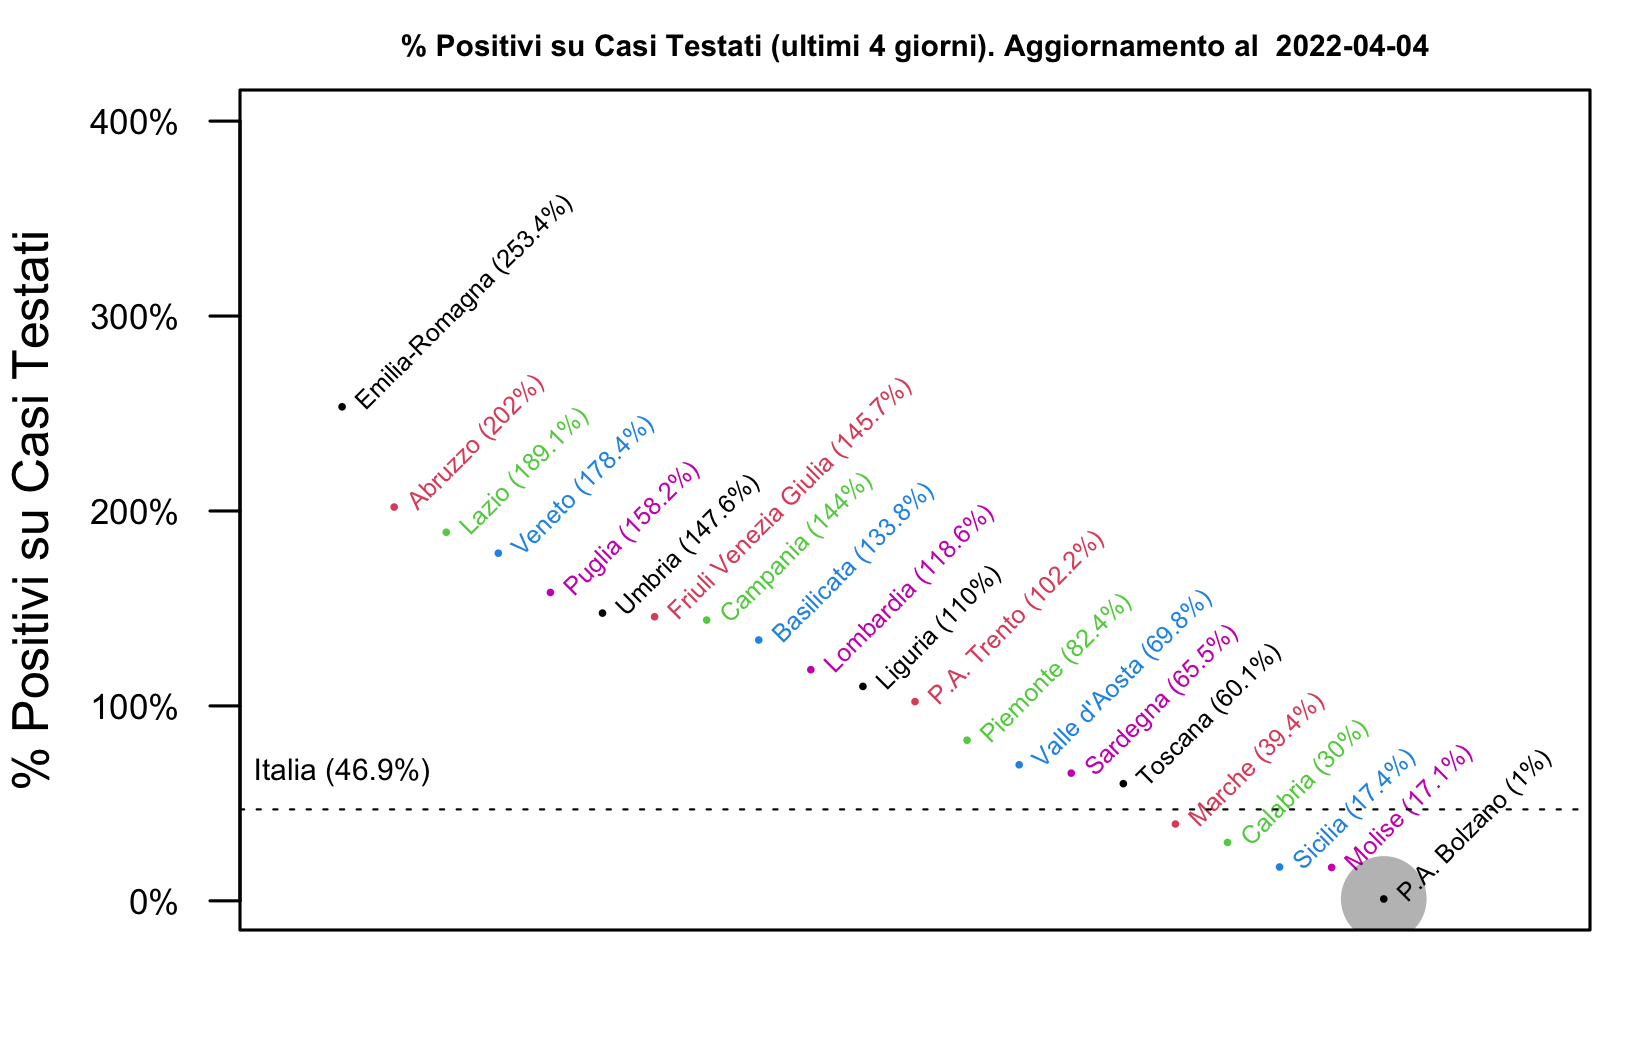 % Positivi su Casi Testati (ultimi 4 giorni). Aggiornamento al  2022-04-04
% Positivi su Casi Testati
400%
300%
200%
100%
0%
Emilia-Romagna (253.4%)
Abruzzo (202%)
Lazio (189.1%)
Veneto (178.4%)
Puglia (158.2%)
Umbria (147.6%)
Friuli Venezia Giulia (145.7%)
Campania (144%)
Basilicata (133.8%)
Lombardia (118.6%)
Liguria (110%)
P.A. Trento (102.2%)
Piemonte (82.4%)
Valle d'Aosta (69.8%)
Sardegna (65.5%)
Toscana (60.1%)
Marche (39.4%)
Calabria (30%)
Sicilia (17.4%)
Molise (17.1%)
P.A. Bolzano (1%)
Italia (46.9%)